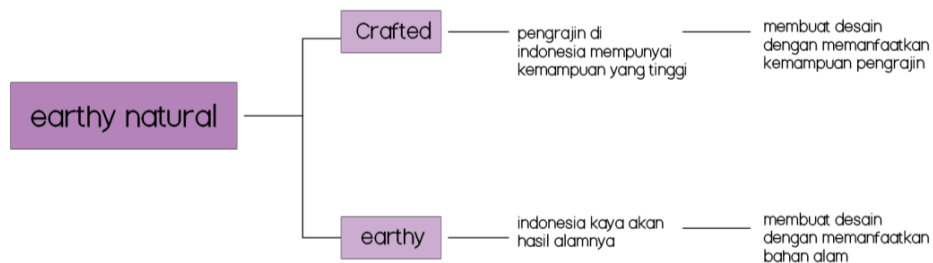 earthy natural
Crafted
pengrajin di
indonesia mempunyai
kemampuan yang tinggi
membuat desain
dengan memanfaatkan
kemampuan pengrajin
earthy
indonesia kaya akan
hasil alamnya
membuat desain
dengan memanfaatkan
bahan alam